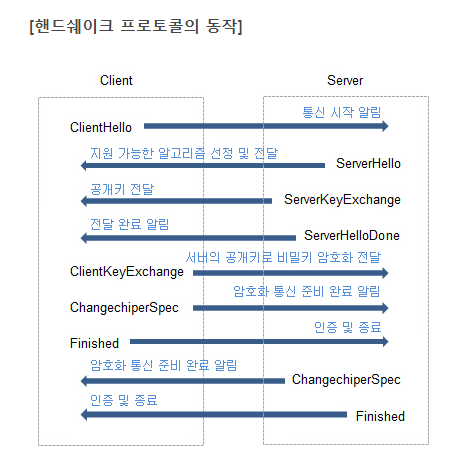 [핸드쉐이크 프로토콜의 동작]
Client
Server
통신 시작 알림
ClientHello
지원 가능한 알고리즘 선정 및 전달
ServerHello
공개키 전달
ServerKeyExchange
전달 완료 알림
ServerHelloDone
서버의 공개키로 비밀키 암호화 전달
ClientKeyExchange
암호화 통신 준비 완료 알림
ChangechiperSpec
인증 및 종료
Finished
암호화 통신 준비 완료 알림
ChangechiperSpec
인증 및 종료
Finished